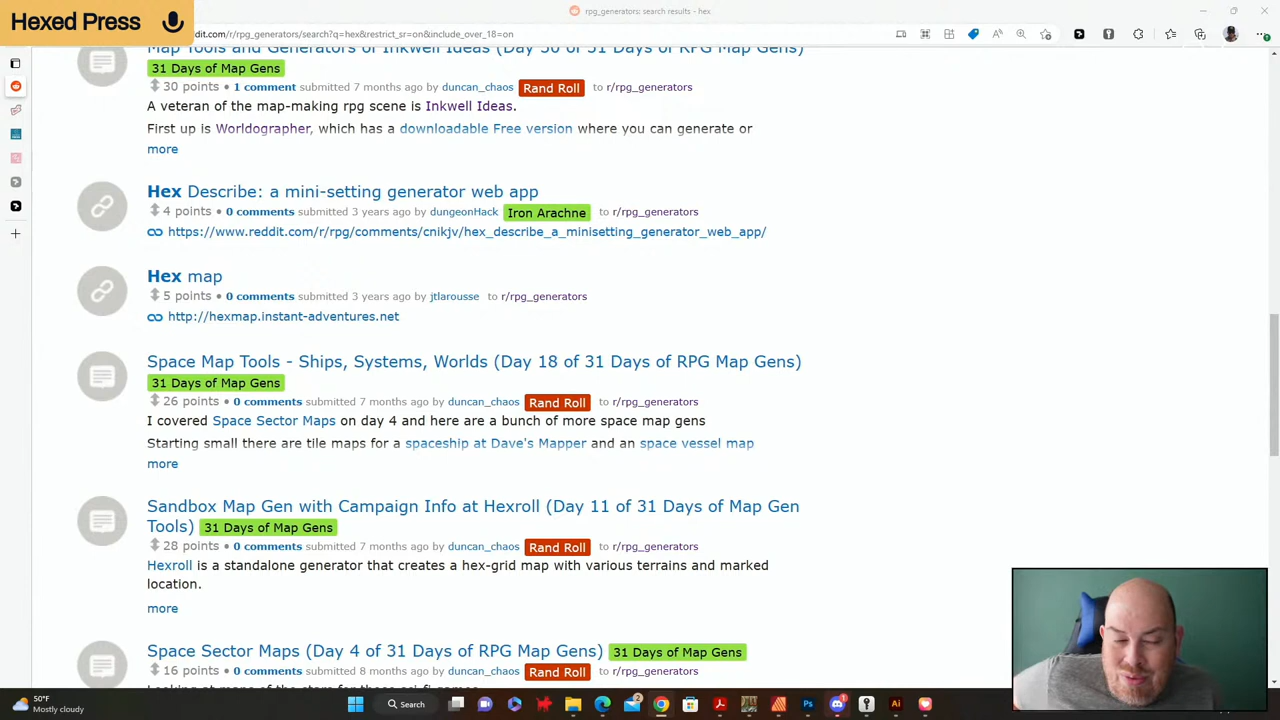 Hexed Press
rpg_generators: search results - hex
eddit.com/r/rpg_generators/search?q=hex&restrict_sr=on&include_over_18=on
Map Tools and Generators of Inkwell Ideas (Day 30 of 31 Days of RPG Map Gens)
31 Days of Map Gens
30 points • 1 comment submitted 7 months ago by duncan_chaos Rand Roll to r/rpg_generators
A veteran of the map-making rpg scene is Inkwell Ideas.
First up is Worldographer, which has a downloadable Free version where you can generate or
more
Hex Describe: a mini-setting generator web app
4 points • 0 comments submitted 3 years ago by dungeonHack Iron Arachne to r/rpg_generators
https://www.reddit.com/r/rpg/comments/cnikjv/hex_describe_a_minisetting_generator_web_app/
Hex map
5 points • 0 comments submitted 3 years ago by jtlarousse to r/rpg_generators
http://hexmap.instant-adventures.net
Space Map Tools - Ships, Systems, Worlds (Day 18 of 31 Days of RPG Map Gens)
31 Days of Map Gens
26 points • 0 comments submitted 7 months ago by duncan_chaos Rand Roll to r/rpg_generators
I covered Space Sector Maps on day 4 and here are a bunch of more space map gens
Starting small there are tile maps for a spaceship at Dave's Mapper and an space vessel map
more
Sandbox Map Gen with Campaign Info at Hexroll (Day 11 of 31 Days of Map Gen
Tools) 31 Days of Map Gens
28 points • 0 comments submitted 7 months ago by duncan_chaos Rand Roll to r/rpg_generators
Hexroll is a standalone generator that creates a hex-grid map with various terrains and marked
location.
more
Space Sector Maps (Day 4 of 31 Days of RPG Map Gens) 31 Days of Map Gens
16 points • 0 comments submitted 8 months ago by duncan_chaos Rand Roll to r/rpg_generators
50°F
Mostly cloudy
Search